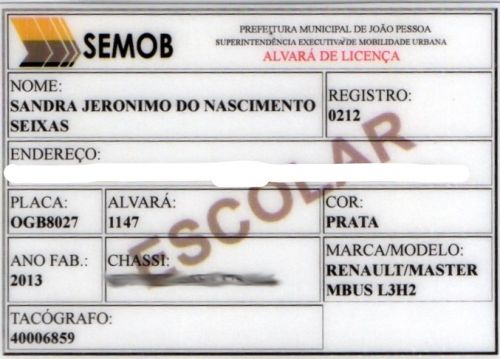 SEMOB
PREFEITURA MUNICIPAL DE JOÃO PESSOA
SUPERINTENDÊNCIA EXECUTIVA DE MOBILIDADE URBANA
ALVARÁ DE LICENÇA
NOME:
SANDRA JERONIMO DO NASCIMENTO
SEIXAS
REGISTRO:
0212
ENDEREÇO:
PLACA:
OGB8027
ALVARÁ:
1147
COR:
PRATA
ANO FAB.:
2013
CHASSI:
MARCA/MODELO:
RENAULT/MASTER
MBUS L3H2
TACÓGRAFO:
40006859
ESCOLAR